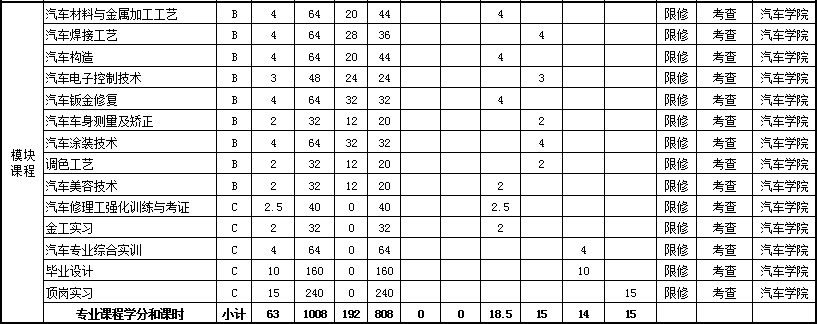 模块
课程
汽车材料与金属加工工艺 B 4 64 20 44 4 限修 考查 汽车学院
汽车焊接工艺 B 4 64 28 36 4 限修 考查 汽车学院
汽车构造 B 4 64 20 44 4 限修 考查 汽车学院
汽车电子控制技术 B 3 48 24 24 3 限修 考查 汽车学院
汽车钣金修复 B 4 64 32 32 4 限修 考查 汽车学院
汽车车身测量及矫正 B 2 32 12 20 2 限修 考查 汽车学院
汽车涂装技术 B 4 64 32 32 4 限修 考查 汽车学院
调色工艺 B 2 32 12 20 2 限修 考查 汽车学院
汽车美容技术 B 2 32 12 20 2 限修 考查 汽车学院
汽车修理工强化训练与考证 C 2.5 40 0 40 2.5 限修 考查 汽车学院
金工实习 C 2 32 0 32 2 限修 考查 汽车学院
汽车专业综合实训 C 4 64 0 64 4 限修 考查 汽车学院
毕业设计 C 10 160 0 160 10 限修 考查 汽车学院
顶岗实习 C 15 240 0 240 15 限修 考查 汽车学院
专业课程学分和课时 小计 63 1008 192 808 0 0 18.5 15 14 15